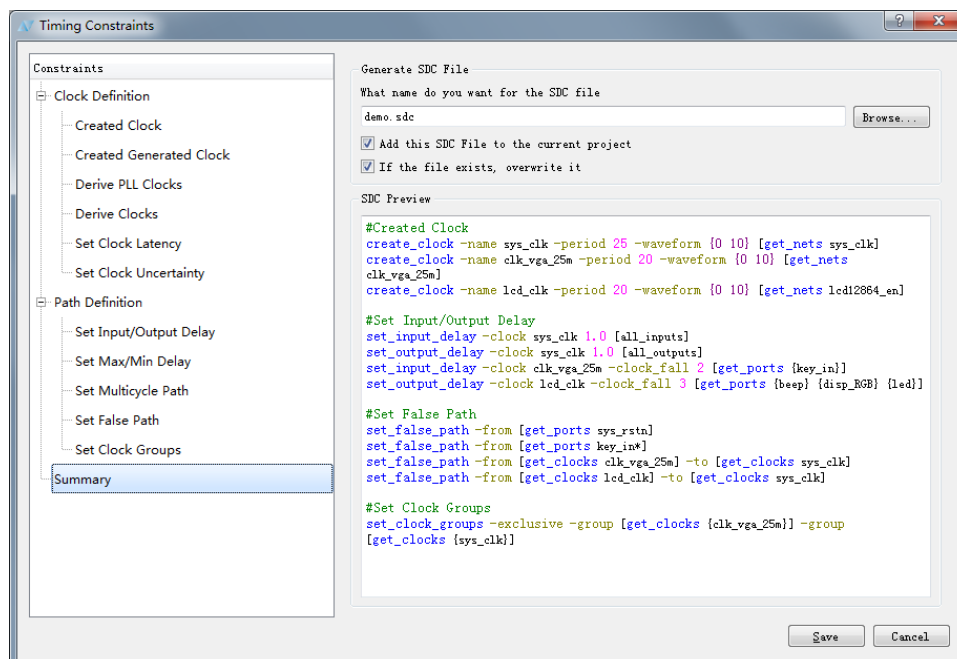 Timing Constraints
Constraints
Clock Definition
Created Clock
Created Generated Clock
Derive PLL Clocks
Derive Clocks
Set Clock Latency
Set Clock Uncertainty
Path Definition
Set Input/Output Delay
Set Max/Min Delay
Set Multicycle Path
Set False Path
Set Clock Groups
Summary
Generate SDC File
What name do you want for the SDC file
demo.sdc
Browse...
Add this SDC File to the current project
If the file exists, overwrite it
SDC Preview
#Created Clock
create_clock -name sys_clk -period 25 -waveform {0 10} [get_nets sys_clk]
create_clock -name clk_vga_25m -period 20 -waveform {0 10} [get_nets
clk_vga_25m]
create_clock -name lcd_clk -period 20 -waveform {0 10} [get_nets lcd12864_en]
#Set Input/Output Delay
set_input_delay -clock sys_clk 1.0 [all_inputs]
set_output_delay -clock sys_clk 1.0 [all_outputs]
set_input_delay -clock clk_vga_25m -clock_fall 2 [get_ports {key_in}]
set_output_delay -clock lcd_clk -clock_fall 3 [get_ports {beep} {disp_RGB} {led}]
#Set False Path
set_false_path -from [get_ports sys_rstn]
set_false_path -from [get_ports key_in*]
set_false_path -from [get_clocks clk_vga_25m] -to [get_clocks sys_clk]
set_false_path -from [get_clocks lcd_clk] -to [get_clocks sys_clk]
#Set Clock Groups
set_clock_groups -exclusive -group [get_clocks {clk_vga_25m}] -group
[get_clocks {sys_clk}]
Save
Cancel